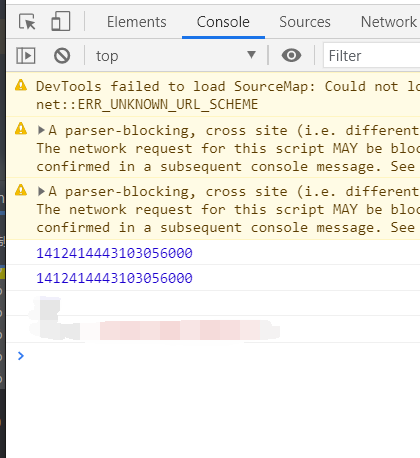 Elements Console Sources Network
top Filter
DevTools failed to load SourceMap: Could not lo
net::ERR_UNKNOWN_URL_SCHEME
A parser-blocking, cross site (i.e. different
The network request for this script MAY be bloc
confirmed in a subsequent console message. See
A parser-blocking, cross site (i.e. different
The network request for this script MAY be bloc
confirmed in a subsequent console message. See
1412414443103056000
1412414443103056000